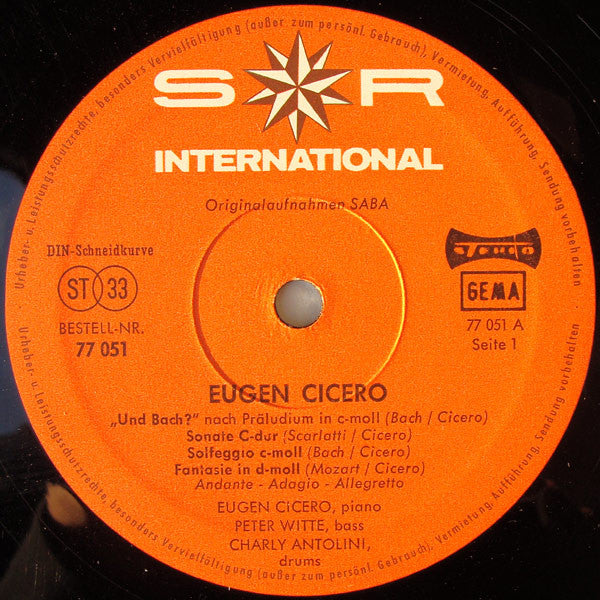 S R
INTERNATIONAL
Originalaufnahmen SABA
DIN-Schneidkurve
ST 33
BESTELL-NR.
77 051
stereo
GEMA
77 051 A
Seite 1
EUGEN CICERO
„Und Bach?" nach Präludium in c-moll (Bach / Cicero)
Sonate C-dur (Scarlatti / Cicero)
Solfeggio c-moll (Bach / Cicero)
Fantasie in d-moll (Mozart / Cicero)
Andante - Adagio - Allegretto
EUGEN CiCERO, piano
PETER WITTE, bass
CHARLY ANTOLINI,
drums
Urheber- u. Leistungsschutzrechte, besonders Vervielfältigung (außer zum persönl. Gebrauch), Vermietung, Aufführung, Sendung vorbehalten
Urheber- u. Leistungsschutzrechte, besonders Vervielfältigung (außer zum persönl. Gebrauch), Vermietung, Aufführung, Sendung vorbehalten